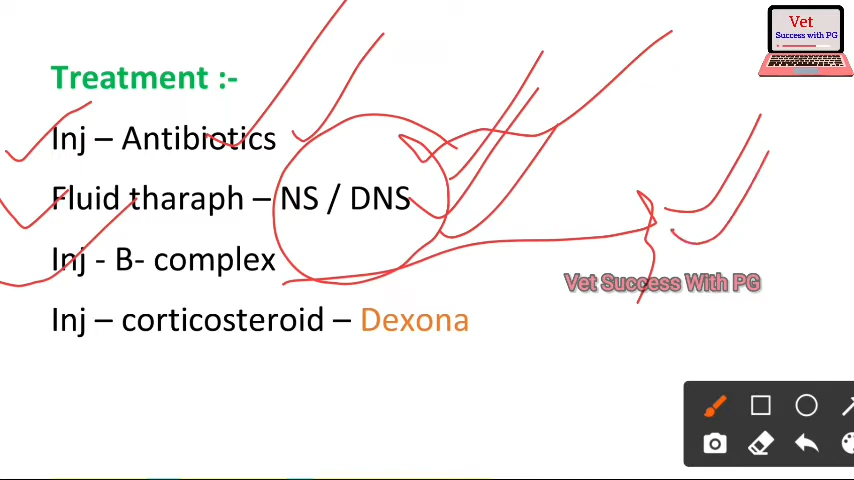 Vet
Success with PG
Treatment :-
Inj – Antibiotics
Fluid tharaph – NS / DNS
Inj - B- complex
Vet Success With PG
Inj – corticosteroid – Dexona